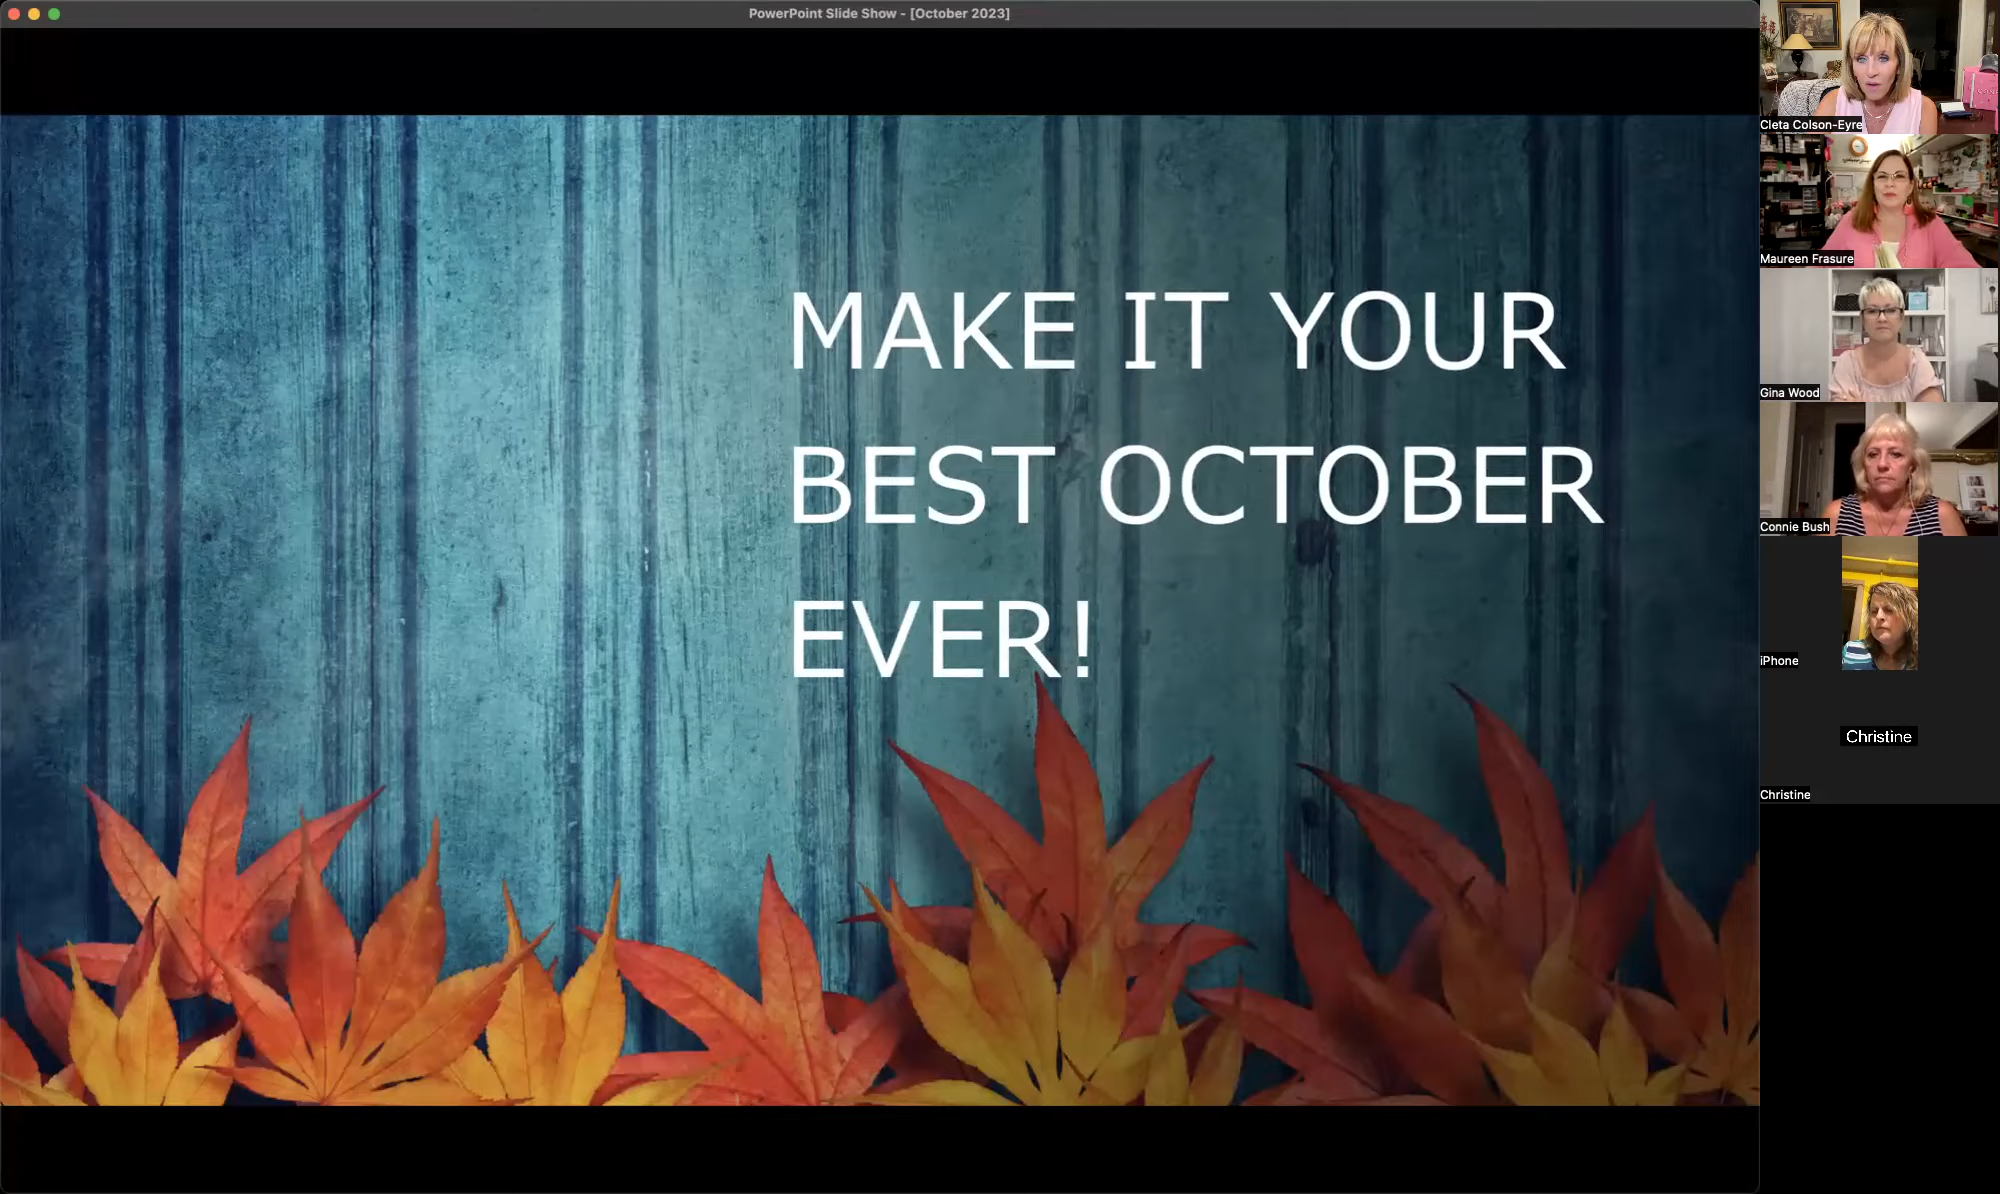 PowerPoint Slide Show - [October 2023]
MAKE IT YOUR
BEST OCTOBER
EVER!
Cleta Colson-Eyre
Maureen Frasure
Gina Wood
Connie Bush
iPhone
Christine
Christine